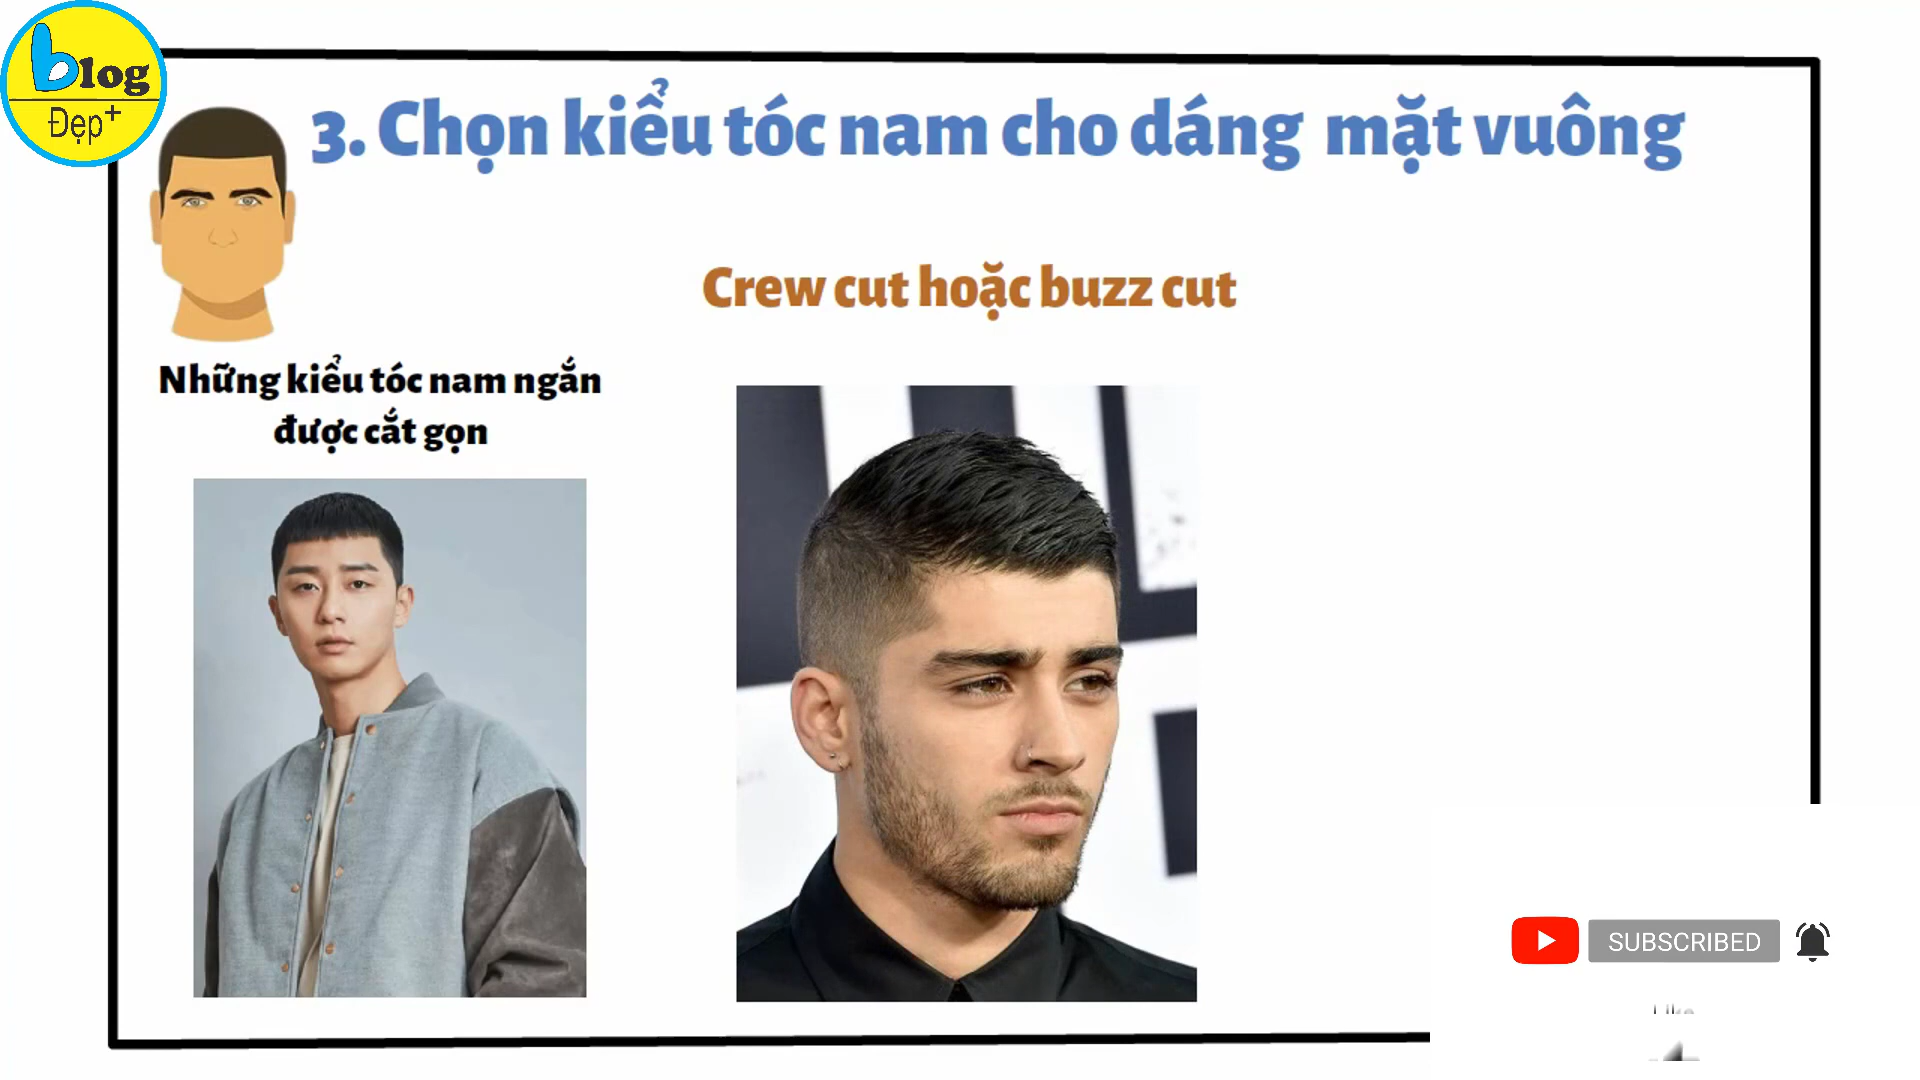 blog
Đẹp+
3. Chọn kiểu tóc nam cho dáng mặt vuông
Crew cut hoặc buzz cut
Những kiểu tóc nam ngắn
được cắt gọn
SUBSCRIBED